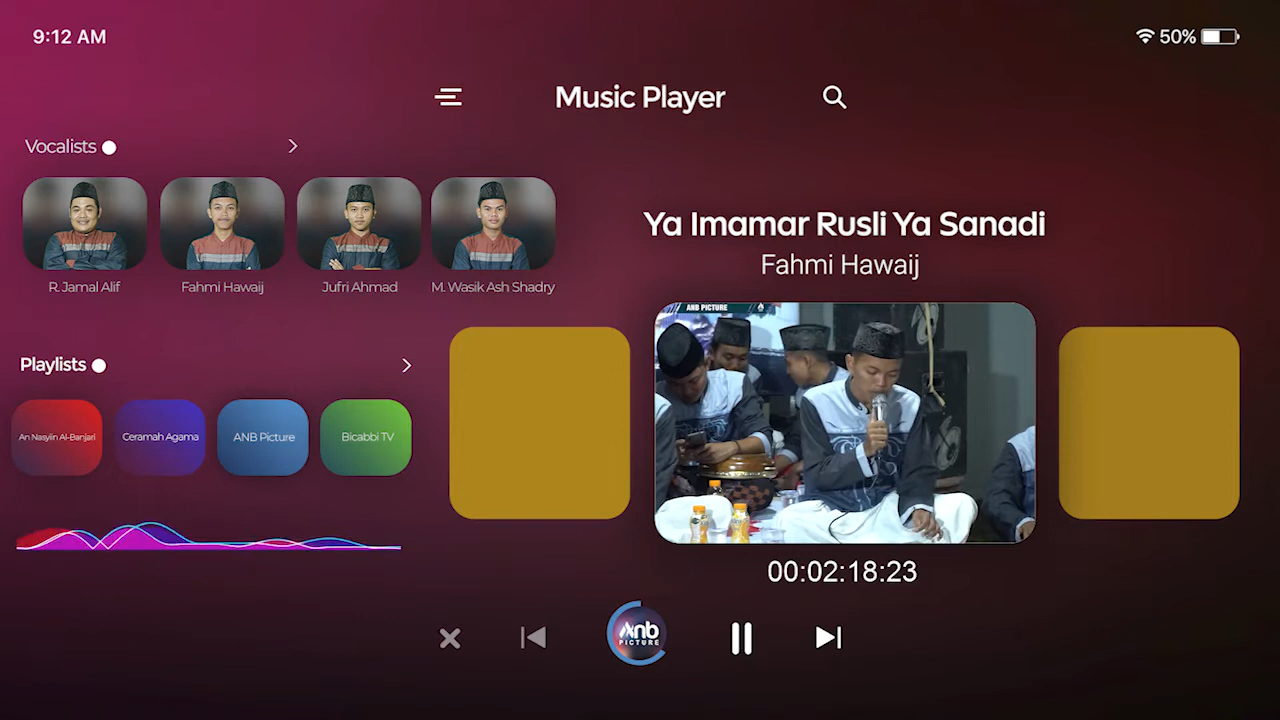 9:12 AM
50%
Music Player
Vocalists
R. Jamal Alif
Fahmi Hawaij
Jufri Ahmad
M. Wasik Ash Shadry
Ya Imamar Rusli Ya Sanadi
Fahmi Hawaij
ANB PICTURE
Playlists
An Nasyiin Al-Banjari
Ceramah Agama
ANB Picture
Bicabbi TV
00:02:18:23
Anb
PICTURE